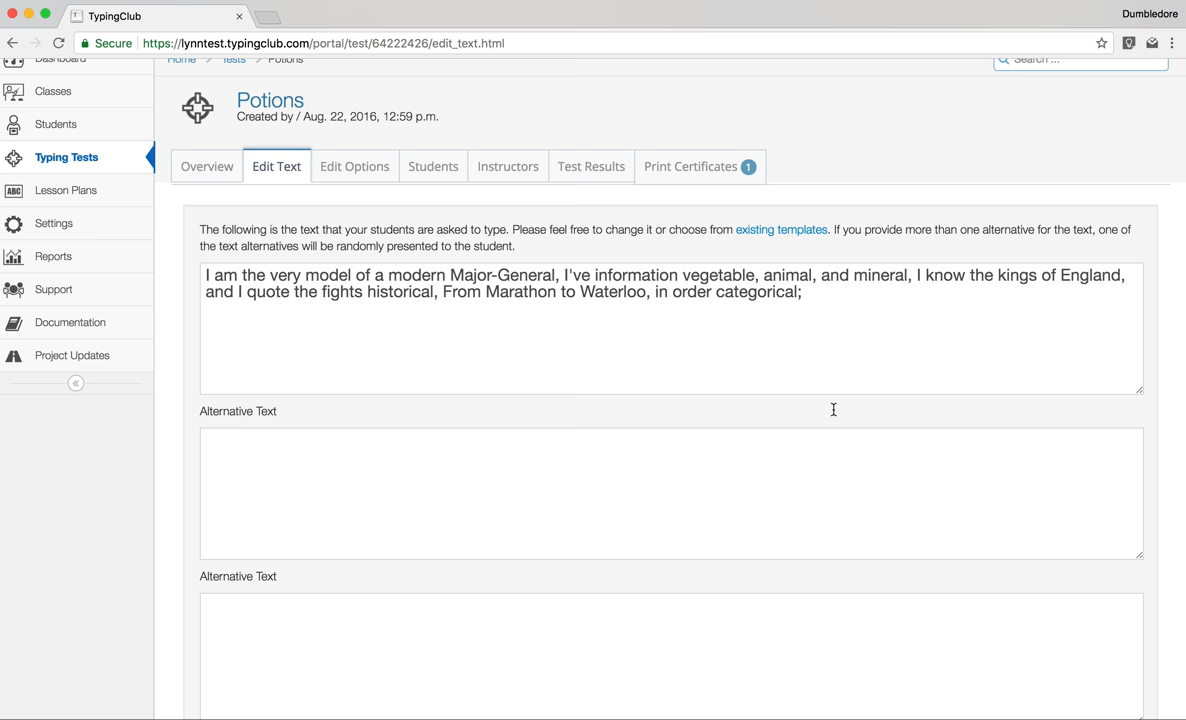 TypingClub
Dumbledore
Secure https://lynntest.typingclub.com/portal/test/64222426/edit_text.html
Dashboard
Home / Tests / Potions
Search ...
Classes
Students
Typing Tests
Lesson Plans
ABC
Settings
Reports
Support
Documentation
Project Updates
Potions
Created by / Aug. 22, 2016, 12:59 p.m.
Overview Edit Text Edit Options Students Instructors Test Results Print Certificates 1
The following is the text that your students are asked to type. Please feel free to change it or choose from existing templates. If you provide more than one alternative for the text, one of
the text alternatives will be randomly presented to the student.
I am the very model of a modern Major-General, I've information vegetable, animal, and mineral, I know the kings of England,
and I quote the fights historical, From Marathon to Waterloo, in order categorical;
Alternative Text
Alternative Text